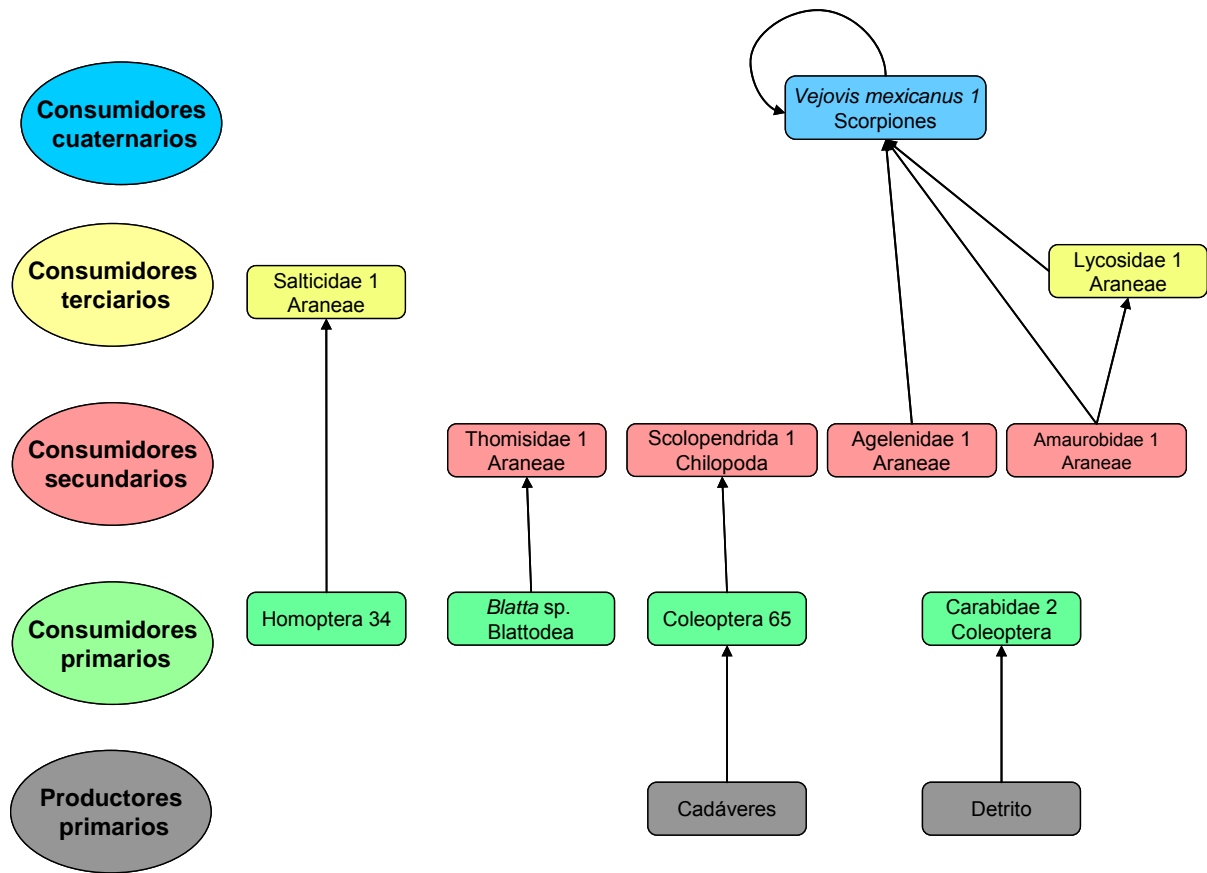 Consumidores
cuaternarios
Vejovis mexicanus 1
Scorpiones
Consumidores
terciarios
Salticidae 1
Araneae
Lycosidae 1
Araneae
Consumidores
secundarios
Thomisidae 1
Araneae
Scolopendrida 1
Chilopoda
Agelenidae 1
Araneae
Amaurobidae 1
Araneae
Consumidores
primarios
Homoptera 34
Blatta sp.
Blattodea
Coleoptera 65
Carabidae 2
Coleoptera
Productores
primarios
Cadáveres
Detrito